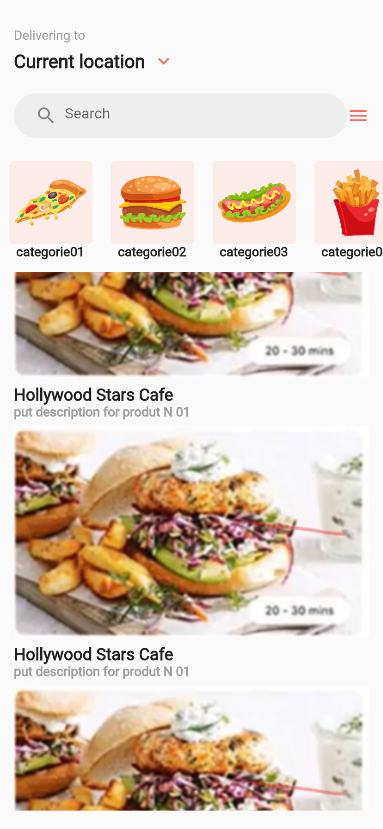 Delivering to
Current location
Search
categorie01
categorie02
categorie03
categorie0
20 - 30 mins
Hollywood Stars Cafe
put description for produt N 01
20 - 30 mins
Hollywood Stars Cafe
put description for produt N 01